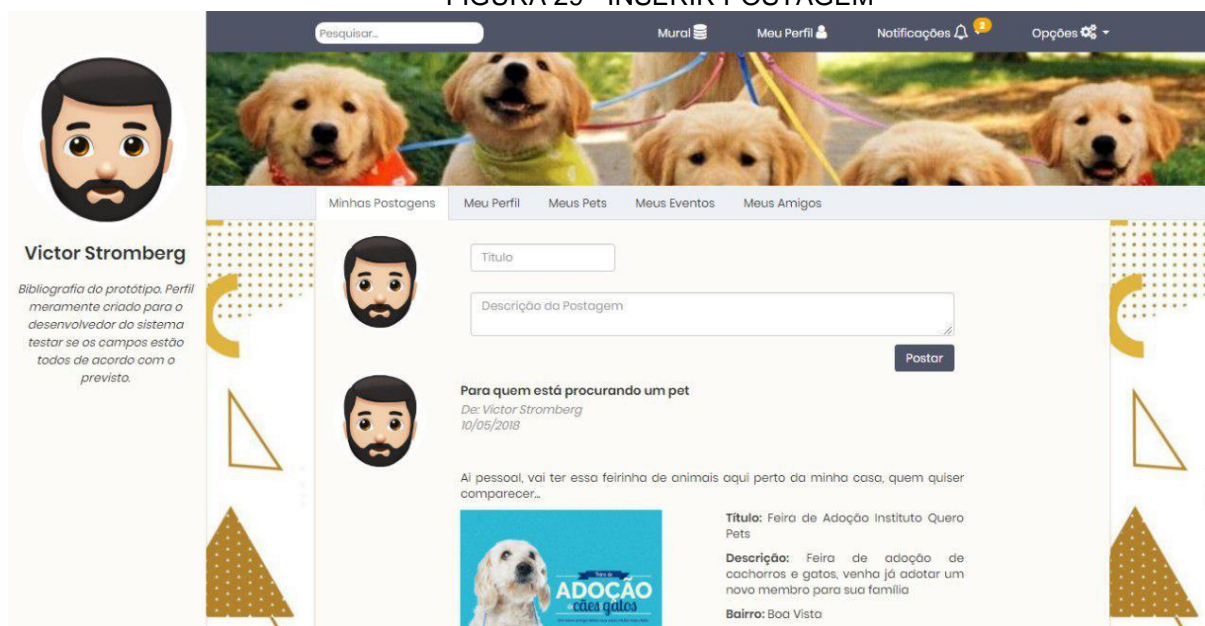 FIGURA 29 - INSERIR POSTAGEM
Pesquisar...
Mural
Meu Perfil
Notificações
2
Opções
Minhas Postagens
Meu Perfil
Meus Pets
Meus Eventos
Meus Amigos
Victor Stromberg
Bibliografia do protótipo. Perfil
meramente criado para o
desenvolvedor do sistema
testar se os campos estão
todos de acordo com o
previsto.
Título
Descrição da Postagem
Postar
Para quem está procurando um pet
De: Victor Stromberg
10/05/2018
Ai pessoal, vai ter essa feirinha de animais aqui perto da minha casa, quem quiser
comparecer...
ADOÇÃO
cães gatos
Título: Feira de Adoção Instituto Quero
Pets
Descrição: Feira de adoção de
cachorros e gatos, venha já adotar um
novo membro para sua família
Bairro: Boa Vista